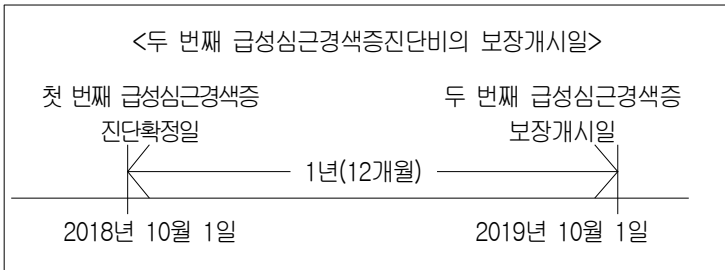 <두 번째 급성심근경색증진단비의 보장개시일>
첫 번째 급성심근경색증
진단확정일
두 번째 급성심근경색증
보장개시일
1년(12개월)
2018년 10월 1일
2019년 10월 1일